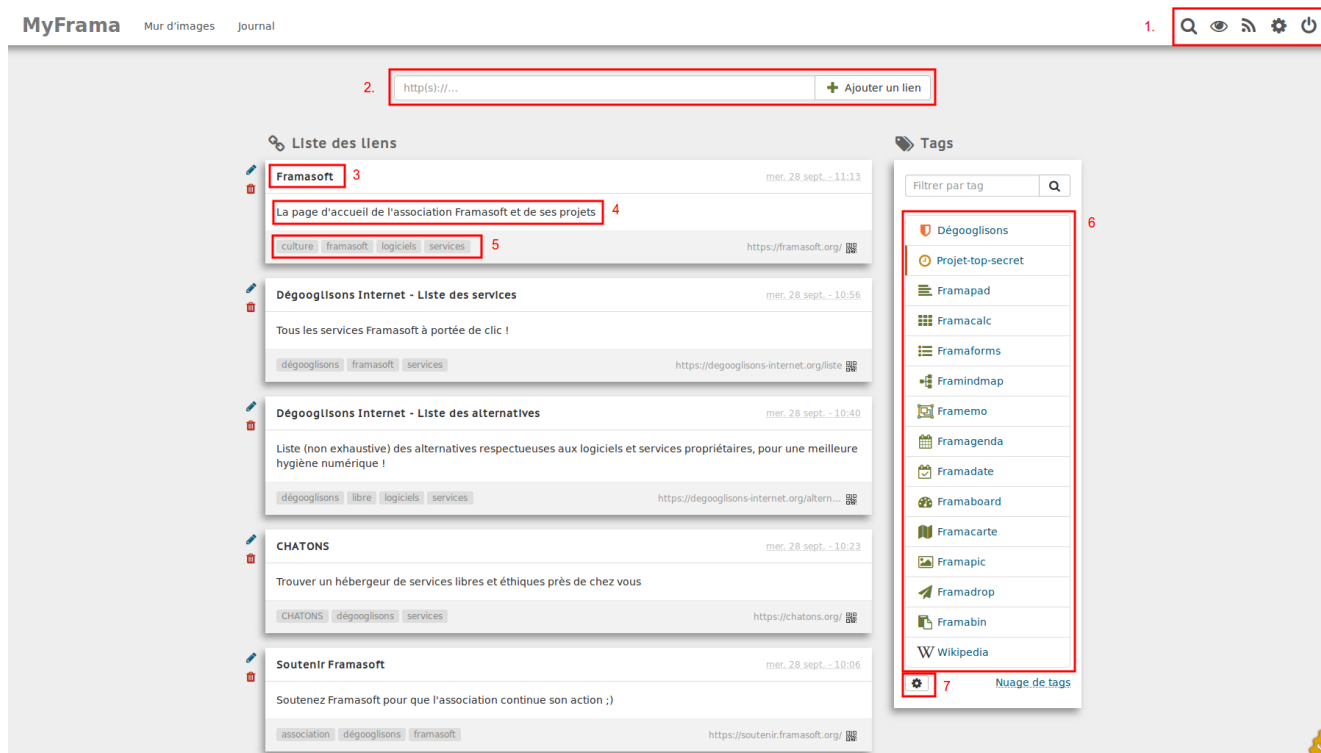 MyFrama Mur d'images Journal 1.
2. http(s)://... Ajouter un lien
Liste des liens
Framasoft 3 mer. 28 sept. - 11:13
La page d'accueil de l'association Framasoft et de ses projets 4
culture framasoft logiciels services 5 https://framasoft.org/
Dégooglisons Internet - Liste des services mer. 28 sept. - 10:56
Tous les services Framasoft à portée de clic !
dégooglisons framasoft services https://degooglisons-internet.org/liste
Dégooglisons Internet - Liste des alternatives mer. 28 sept. - 10:40
Liste (non exhaustive) des alternatives respectueuses aux logiciels et services propriétaires, pour une meilleure
hygiène numérique !
dégooglisons libre logiciels services https://degooglisons-internet.org/altern...
CHATONS mer. 28 sept. - 10:23
Trouver un hébergeur de services libres et éthiques près de chez vous
CHATONS dégooglisons services https://chatons.org/
Soutenir Framasoft mer. 28 sept. - 10:06
Soutenez Framasoft pour que l'association continue son action ;)
association dégooglisons framasoft https://soutenir.framasoft.org/
Tags
Filtrer par tag
6
Dégooglisons
Projet-top-secret
Framapad
Framacalc
Framaforms
Framindmap
Framemo
Framagenda
Framadate
Framaboard
Framacarte
Framapic
Framadrop
Framabin
W Wikipedia
7 Nuage de tags